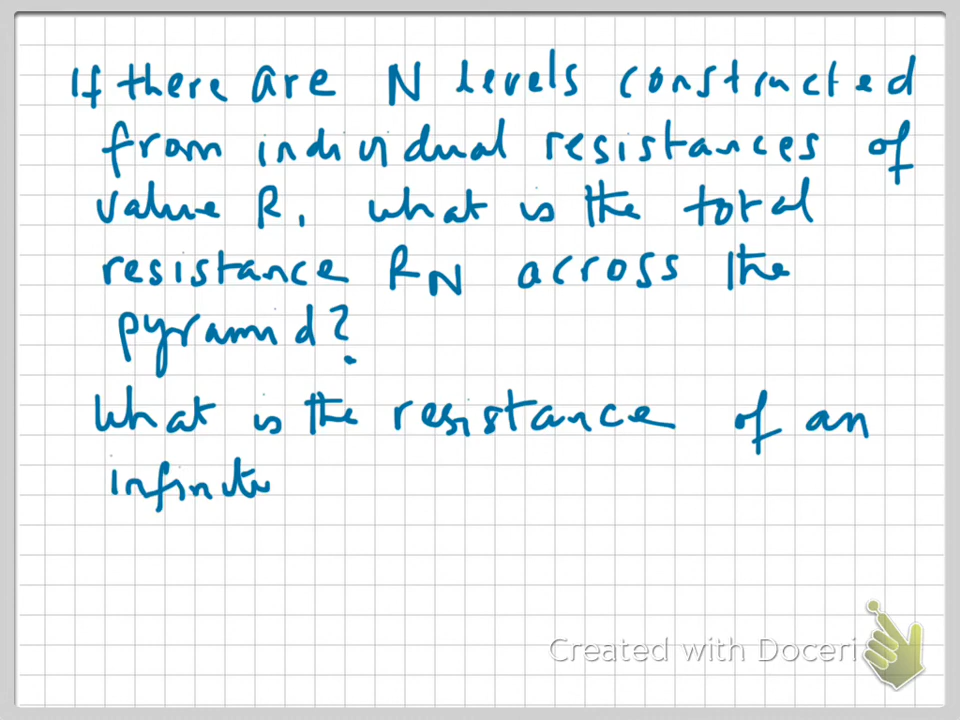 If there are N levels constructed
from individual resistances of
value R, what is the total
resistance RN across the
pyramid?
What is the resistance of an
infinite
Created with Doceri